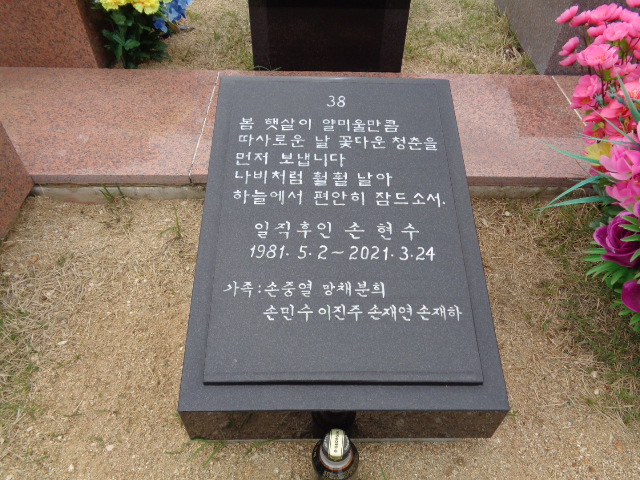 38
봄 햇살이 얄미울만큼
따사로운 날 꽃다운 청춘을
먼저 보냅니다
나비처럼 훨훨 날아
하늘에서 편안히 잠드소서.
일직후인 손현수
1981. 5. 2 ~ 2021. 3. 24
가족 : 손중열 망채분희
손민수 이진주 손재연 손재하